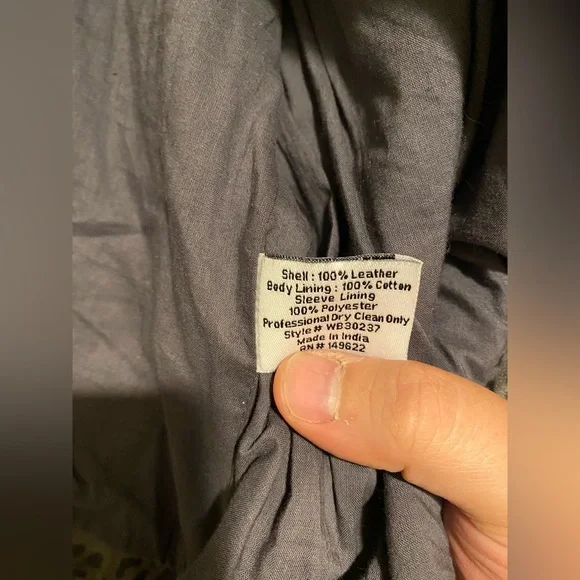 Shell : 100% Leather
Body Lining : 100% Cotton
Sleeve Lining
100% Polyester
Professional Dry Clean Only
Style # WB30237
Made In India
RN # 149622